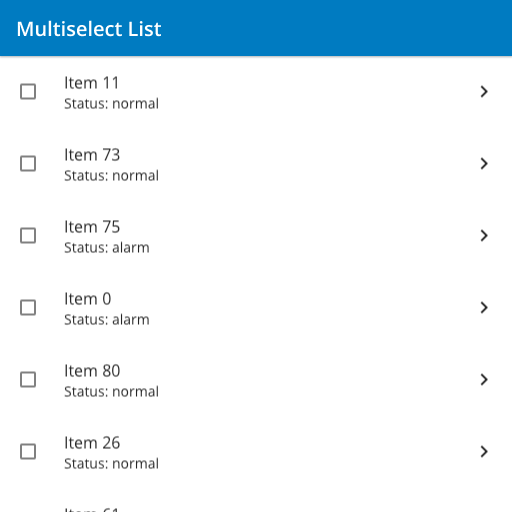 Multiselect List
Item 11
Status: normal
Item 73
Status: normal
Item 75
Status: alarm
Item 0
Status: alarm
Item 80
Status: normal
Item 26
Status: normal